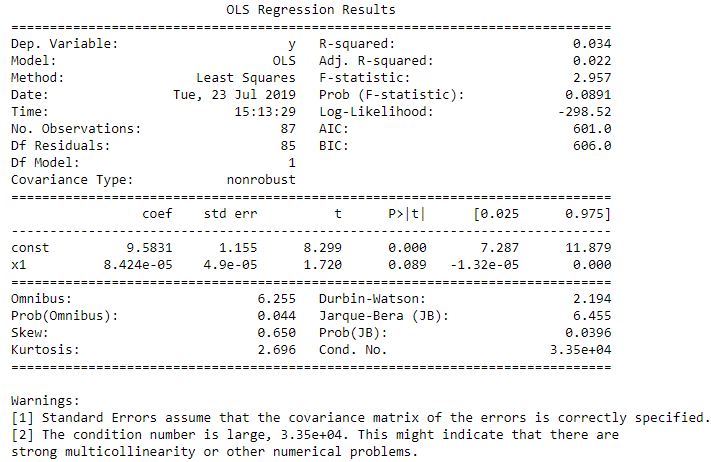 OLS Regression Results
==============================================================================
Dep. Variable:                      y   R-squared:                       0.034
Model:                            OLS   Adj. R-squared:                  0.022
Method:                 Least Squares   F-statistic:                     2.957
Date:                Tue, 23 Jul 2019   Prob (F-statistic):             0.0891
Time:                        15:13:29   Log-Likelihood:                -298.52
No. Observations:                  87   AIC:                             601.0
Df Residuals:                      85   BIC:                             606.0
Df Model:                           1
Covariance Type:            nonrobust
==============================================================================
                 coef    std err          t      P>|t|      [0.025      0.975]
------------------------------------------------------------------------------
const          9.5831      1.155      8.299      0.000       7.287      11.879
x1          8.424e-05    4.9e-05      1.720      0.089   -1.32e-05       0.000
==============================================================================
Omnibus:                        6.255   Durbin-Watson:                   2.194
Prob(Omnibus):                  0.044   Jarque-Bera (JB):                6.455
Skew:                           0.650   Prob(JB):                       0.0396
Kurtosis:                       2.696   Cond. No.                     3.35e+04
==============================================================================
Warnings:
[1] Standard Errors assume that the covariance matrix of the errors is correctly specified.
[2] The condition number is large, 3.35e+04. This might indicate that there are
strong multicollinearity or other numerical problems.